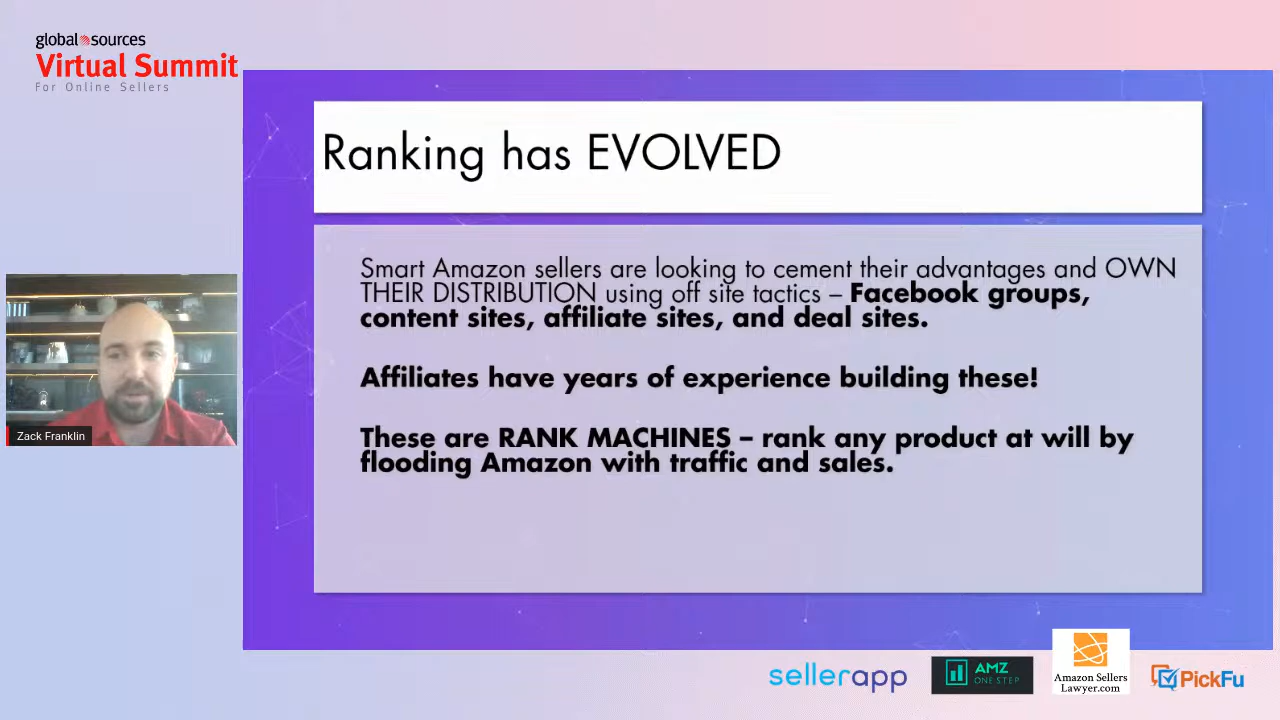 global sources
Virtual Summit
For Online Sellers
Ranking has EVOLVED
Smart Amazon sellers are looking to cement their advantages and OWN
THEIR DISTRIBUTION using off site tactics – Facebook groups,
content sites, affiliate sites, and deal sites.
Affiliates have years of experience building these!
These are RANK MACHINES – rank any product at will by
flooding Amazon with traffic and sales.
Zack Franklin
sellerapp
AMZ
ONE STEP
Amazon Sellers
Lawyer.com
PickFu